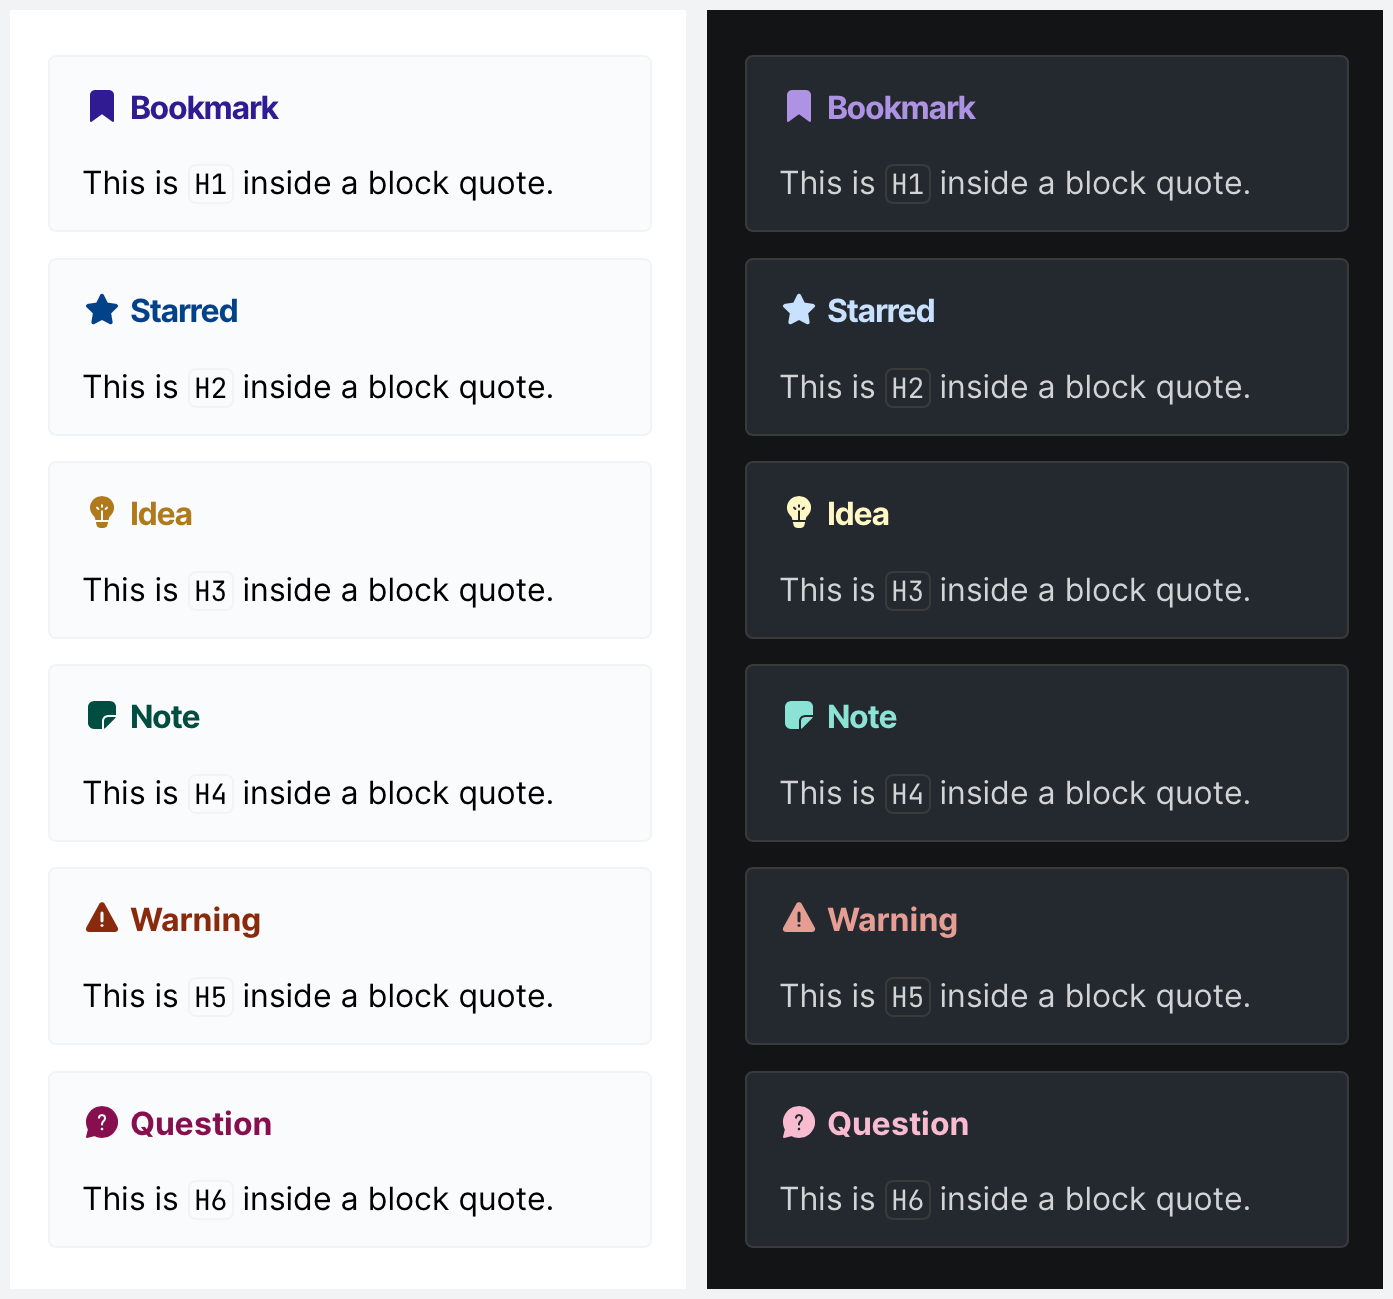 Bookmark
This is H1 inside a block quote.
Starred
This is H2 inside a block quote.
Idea
This is H3 inside a block quote.
Note
This is H4 inside a block quote.
Warning
This is H5 inside a block quote.
Question
This is H6 inside a block quote.
Bookmark
This is H1 inside a block quote.
Starred
This is H2 inside a block quote.
Idea
This is H3 inside a block quote.
Note
This is H4 inside a block quote.
Warning
This is H5 inside a block quote.
Question
This is H6 inside a block quote.